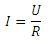 I = U/R